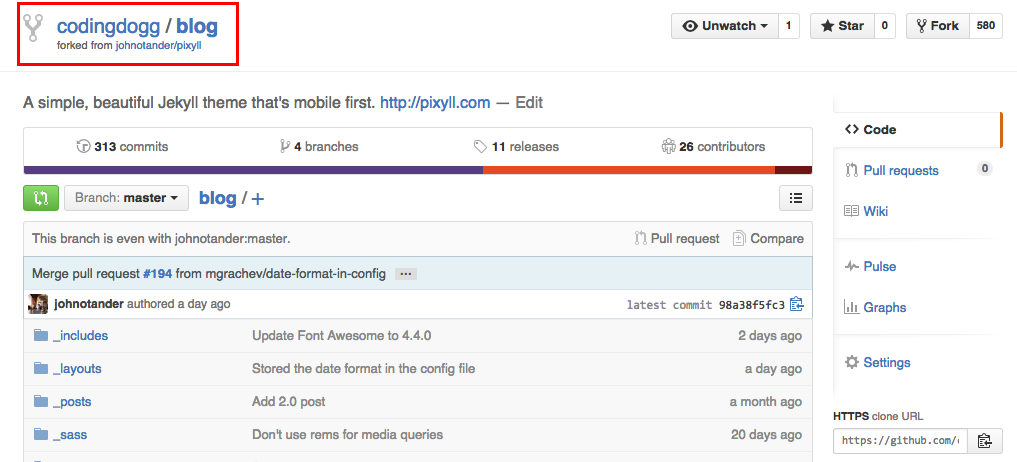 codingdogg / blog
forked from johnotander/pixyll
Unwatch 1
Star 0
Fork 580
A simple, beautiful Jekyll theme that's mobile first. http://pixyll.com — Edit
313 commits
4 branches
11 releases
26 contributors
Branch: master
blog / +
This branch is even with johnotander:master.
Pull request
Compare
Merge pull request #194 from mgrachev/date-format-in-config ...
johnotander authored a day ago
latest commit 98a38f5fc3
_includes Update Font Awesome to 4.4.0 2 days ago
_layouts Stored the date format in the config file a day ago
_posts Add 2.0 post a month ago
_sass Don't use rems for media queries 20 days ago
Code
Pull requests 0
Wiki
Pulse
Graphs
Settings
HTTPS clone URL
https://github.com/